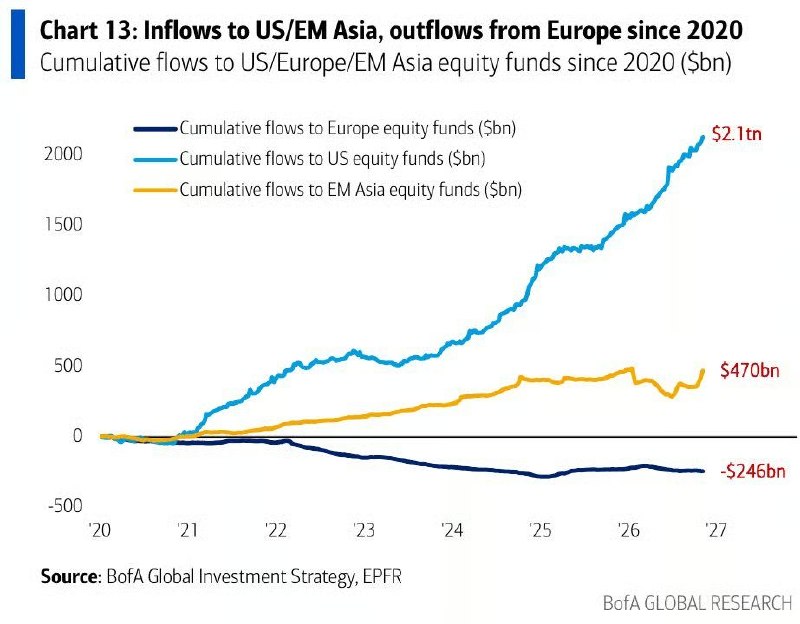 Chart 13: Inflows to US/EM Asia, outflows from Europe since 2020
Cumulative flows to US/Europe/EM Asia equity funds since 2020 ($bn)
Cumulative flows to Europe equity funds ($bn)
Cumulative flows to US equity funds ($bn)
Cumulative flows to EM Asia equity funds ($bn)
$2.1tn
2000
1500
1000
500
$470bn
0
-$246bn
-500
'20 '21 '22 '23 '24 '25 '26 '27
Source: BofA Global Investment Strategy, EPFR
BofA GLOBAL RESEARCH